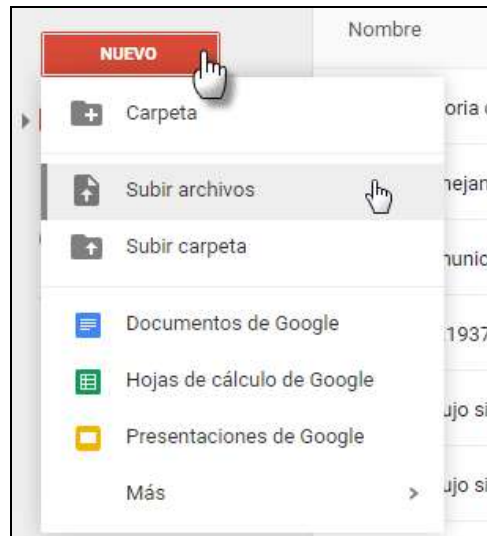 Nombre
NUEVO
Carpeta
Subir archivos
Subir carpeta
Documentos de Google
Hojas de cálculo de Google
Presentaciones de Google
Más
1937